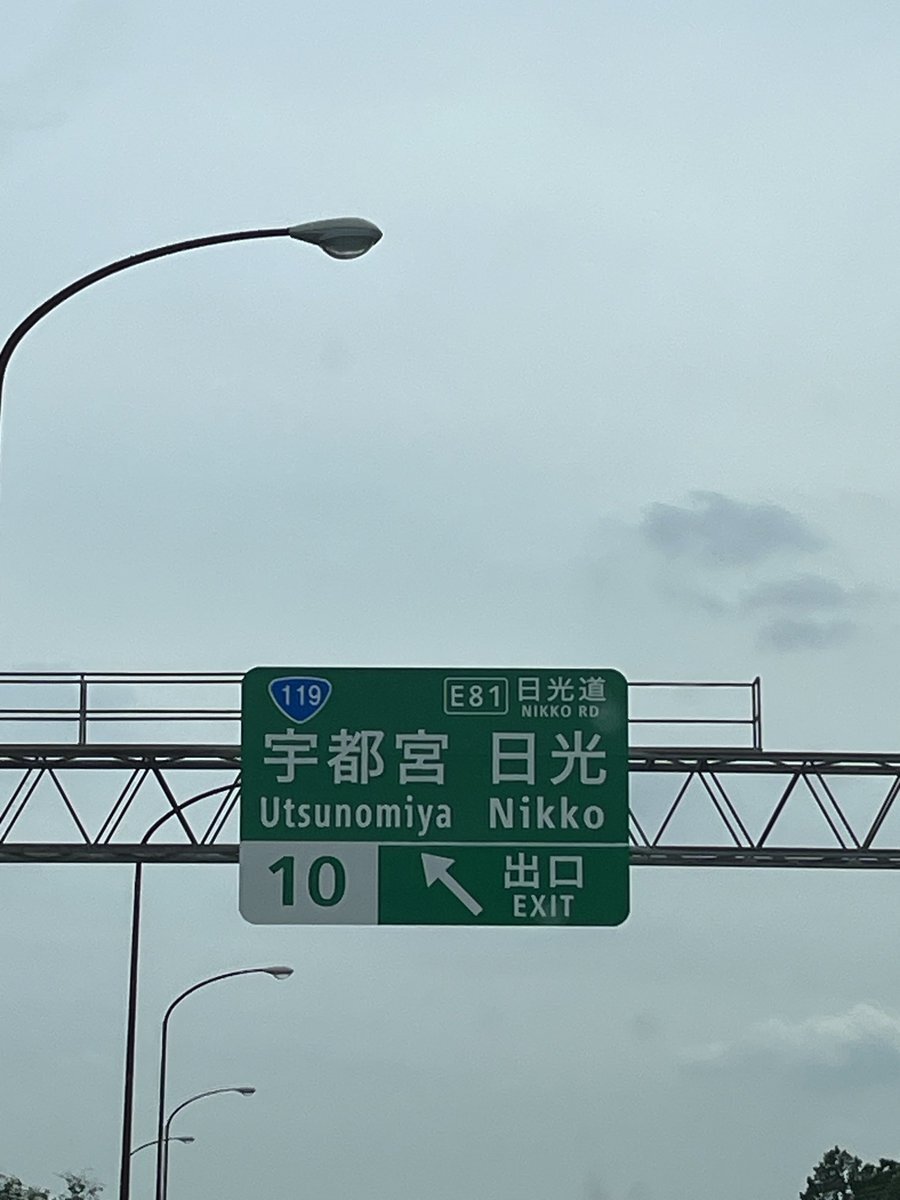 119 E81 日光道
NIKKO RD
宇都宮 日光
Utsunomiya Nikko
10 出口
EXIT